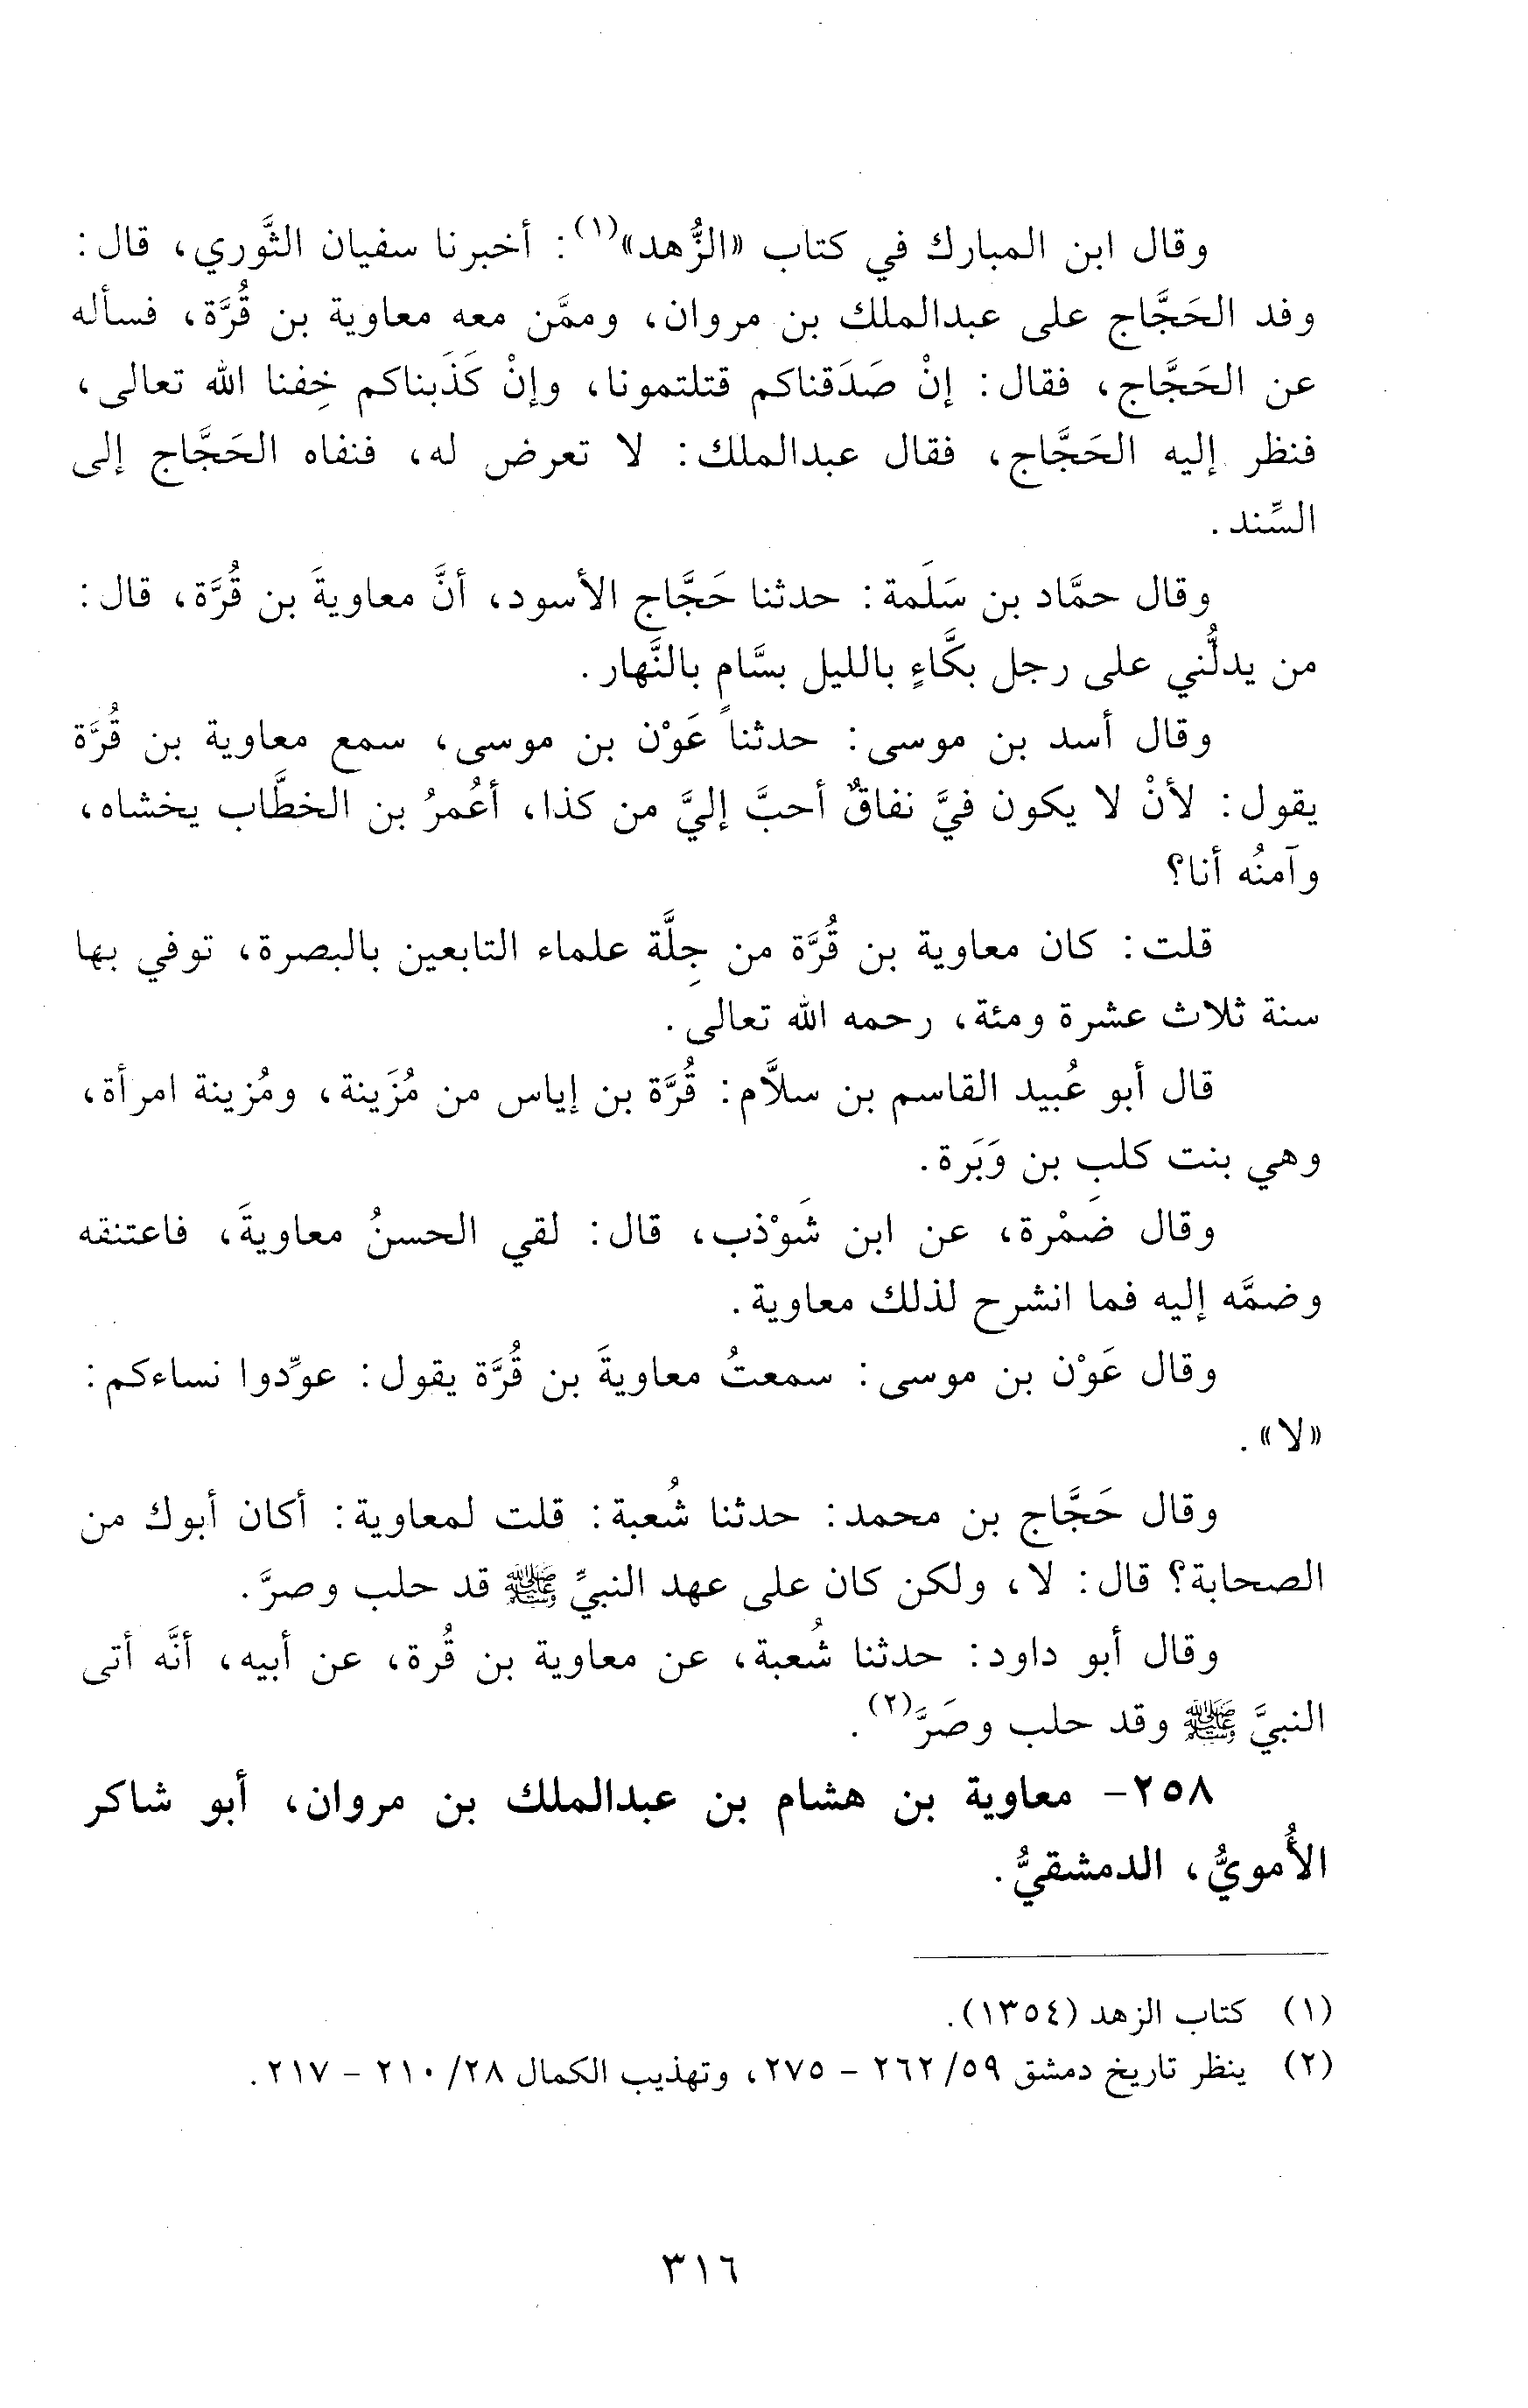 وقال ابن المبارك في كتاب «الزُّهد»(١): أخبرنا سفيان الثَّوري، قال:
وفد الحَجَّاج على عبدالملك بن مروان، وممَّن معه معاوية بن قُرَّة، فسأله
عن الحَجَّاج، فقال: إنْ صَدَقناكم قتلتمونا، وإنْ كَذَبناكم خِفنا الله تعالى،
فنظر إليه الحَجَّاج، فقال عبدالملك: لا تعرض له، فنفاه الحَجَّاج إلى
السِّند.
وقال حمَّاد بن سَلَمة: حدثنا حَجَّاج الأسود، أنَّ معاويةَ بن قُرَّة، قال:
من يدلُّني على رجل بكَّاءٍ بالليل بسَّامٍ بالنَّهار.
وقال أسد بن موسى: حدثنا عَوْن بن موسى، سمع معاوية بن قُرَّة
يقول: لأنْ لا يكون فيَّ نفاقٌ أحبَّ إليَّ من كذا، أعُمرُ بن الخطَّاب يخشاه،
وآمنُه أنا؟
قلت: كان معاوية بن قُرَّة من جِلَّة علماء التابعين بالبصرة، توفي بها
سنة ثلاث عشرة ومئة، رحمه الله تعالى.
قال أبو عُبيد القاسم بن سلاَّم: قُرَّة بن إياس من مُزَينة، ومُزينة امرأة،
وهي بنت كلبِ بن وَبَرة.
وقال ضَمْرة، عن ابن شَوْذب، قال: لقي الحسنُ معاويةَ، فاعتنقه
وضمَّه إليه فما انشرح لذلك معاوية.
وقال عَوْن بن موسى: سمعتُ معاويةَ بن قُرَّة يقول: عوِّدوا نساءكم:
«لا».
وقال حَجَّاج بن محمد: حدثنا شُعبة: قلت لمعاوية: أكان أبوك من
الصحابة؟ قال: لا، ولكن كان على عهد النبيِّ ﷺ قد حلب وصرَّ.
وقال أبو داود: حدثنا شُعبة، عن معاوية بن قُرة، عن أبيه، أنَّه أتى
النبيَّ ﷺ وقد حلب وصَرَّ(٢).
٢٥٨- معاوية بن هشام بن عبدالملك بن مروان، أبو شاكر
الأُمويُّ، الدمشقيُّ.
(١) كتاب الزهد (١٣٥٤).
(٢) ينظر تاريخ دمشق ٥٩/ ٢٦٢ - ٢٧٥، وتهذيب الكمال ٢٨/ ٢١٠ - ٢١٧.
٣١٦